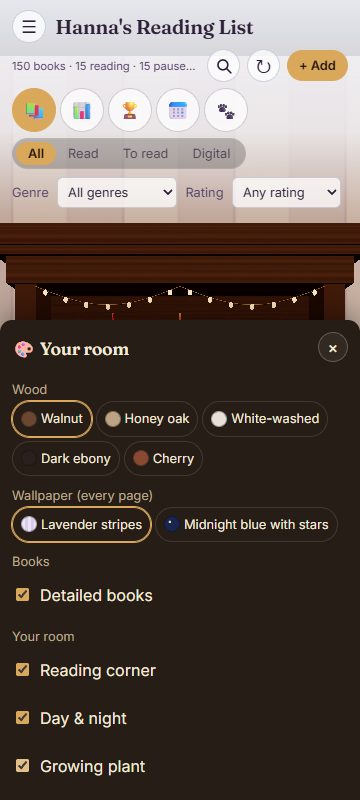 Hanna's Reading List
150 books · 15 reading · 15 pause...
+ Add
All Read To read Digital
Genre All genres Rating Any rating
Your room
×
Wood
Walnut Honey oak White-washed
Dark ebony Cherry
Wallpaper (every page)
Lavender stripes Midnight blue with stars
Books
Detailed books
Your room
Reading corner
Day & night
Growing plant